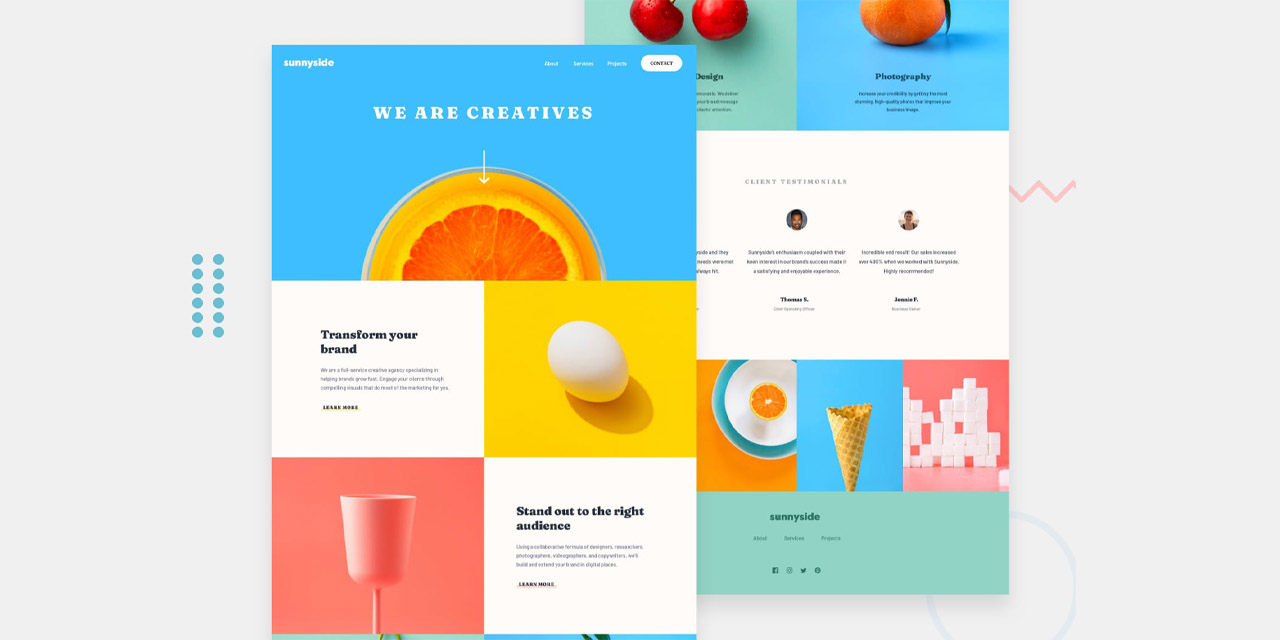 sunnyside
About Services Projects CONTACT
WE ARE CREATIVES
Transform your
brand
We are a full-service creative agency specializing in
helping brands grow fast. Engage your clients through
compelling visuals that do most of the marketing for you.
LEARN MORE
Stand out to the right
audience
Using a collaborative formula of designers, researchers,
photographers, videographers, and copywriters, we'll
build and extend your brand in digital places.
LEARN MORE
Design
Photography
Increase your credibility by getting the most
stunning, high-quality photos that improve your
business image.
CLIENT TESTIMONIALS
Sunnyside's enthusiasm coupled with their
keen interest in our brand's success made it
a satisfying and enjoyable experience.
Thomas S.
Chief Operating Officer
Incredible end result! Our sales increased
over 400% when we worked with Sunnyside.
Highly recommended!
Jennie F.
Business Owner
sunnyside
About Services Projects